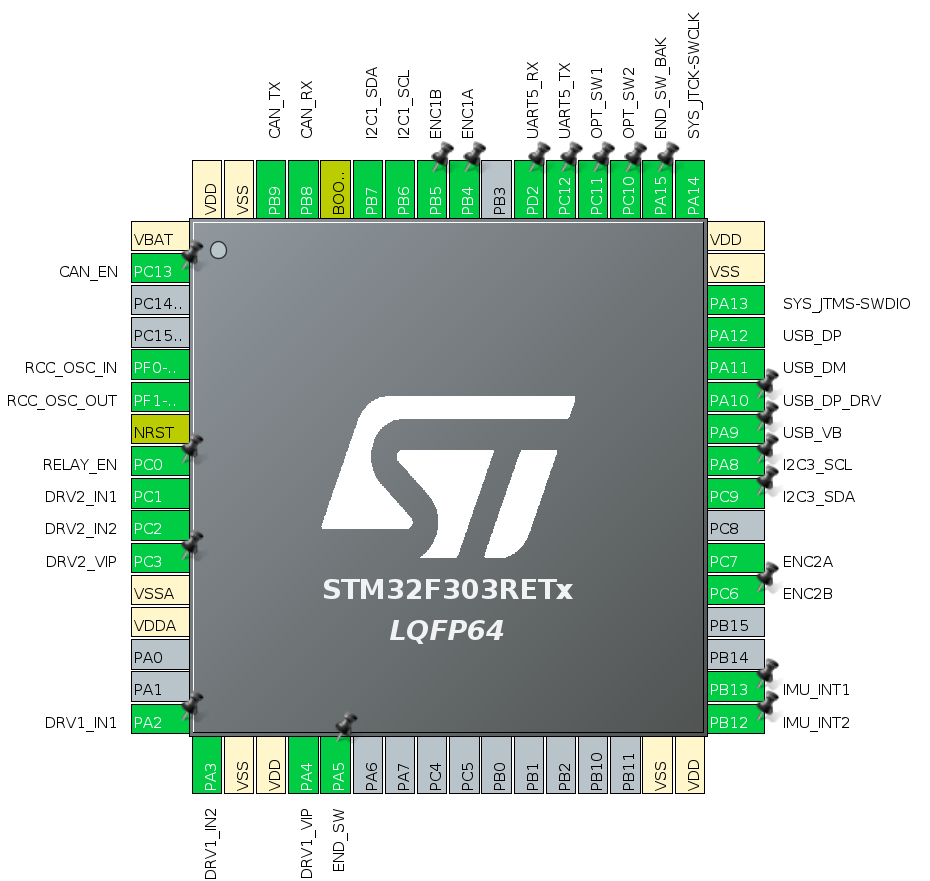 CAN_TX
CAN_RX
I2C1_SDA
I2C1_SCL
ENC1B
ENC1A
UART5_RX
UART5_TX
OPT_SW1
OPT_SW2
END_SW_BAK
SYS_JTCK-SWCLK
VDD
VSS
PB9
PB8
BOO..
PB7
PB6
PB5
PB4
PB3
PD2
PC12
PC11
PC10
PA15
PA14
VBAT
CAN_EN PC13
PC14..
PC15..
RCC_OSC_IN PF0-..
RCC_OSC_OUT PF1-..
NRST
RELAY_EN PC0
DRV2_IN1 PC1
DRV2_IN2 PC2
DRV2_VIP PC3
VSSA
VDDA
PA0
PA1
DRV1_IN1 PA2
ST
STM32F303RETx
LQFP64
VDD
VSS
PA13 SYS_JTMS-SWDIO
PA12 USB_DP
PA11 USB_DM
PA10 USB_DP_DRV
PA9 USB_VB
PA8 I2C3_SCL
PC9 I2C3_SDA
PC8
PC7 ENC2A
PC6 ENC2B
PB15
PB14
PB13 IMU_INT1
PB12 IMU_INT2
PA3
VSS
VDD
PA4
PA5
PA6
PA7
PC4
PC5
PB0
PB1
PB2
PB10
PB11
VSS
VDD
DRV1_IN2
DRV1_VIP
END_SW